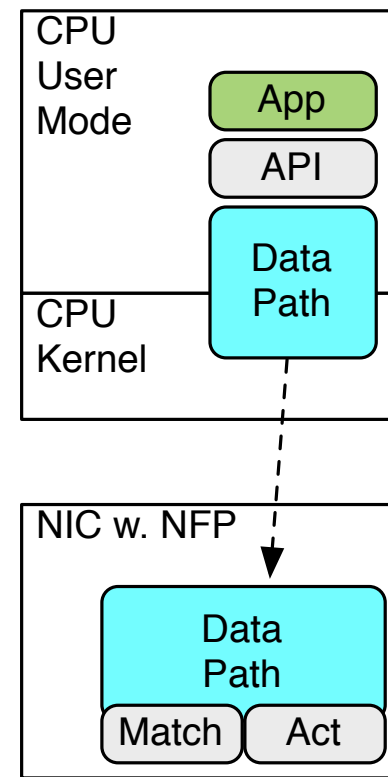 CPU
User
Mode
App
API
Data
Path
CPU
Kernel
NIC w. NFP
Data
Path
Match Act